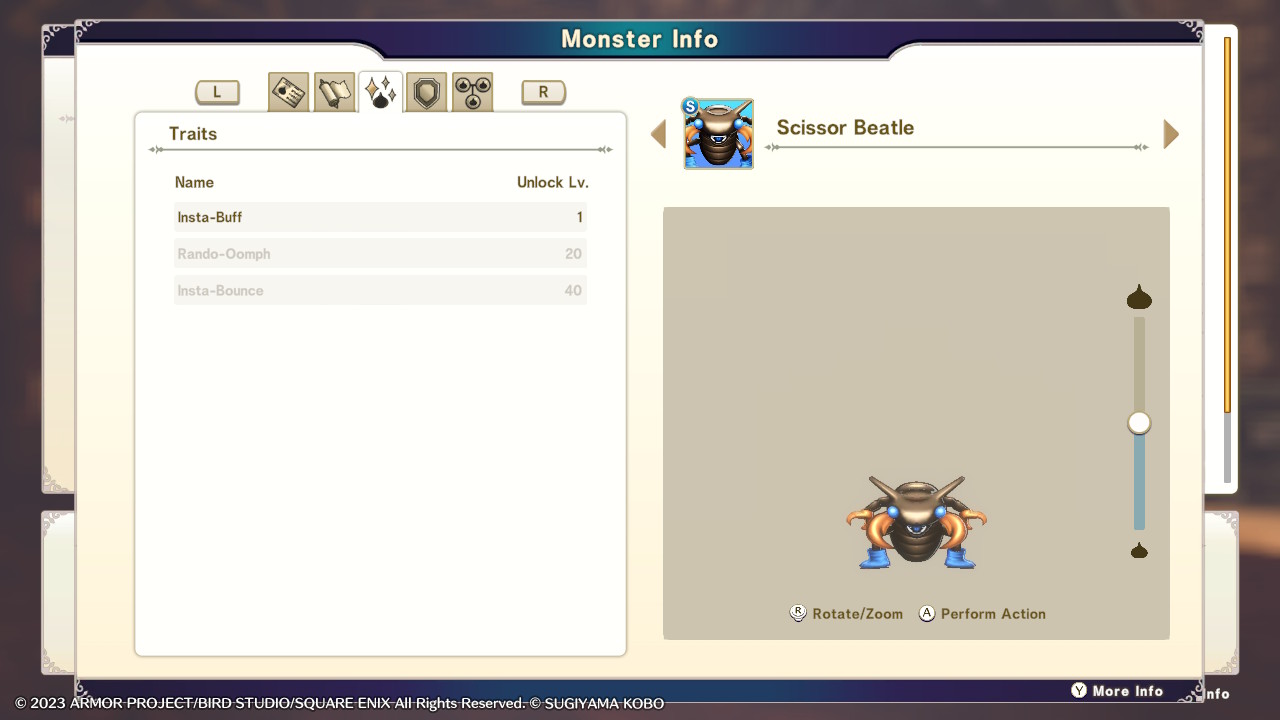 Monster Info
L
R
Traits
Name Unlock Lv.
Insta-Buff 1
Rando-Oomph 20
Insta-Bounce 40
S
Scissor Beatle
R Rotate/Zoom A Perform Action
Y More Info
nfo
© 2023 ARMOR PROJECT/BIRD STUDIO/SQUARE ENIX All Rights Reserved. © SUGIYAMA KOBO